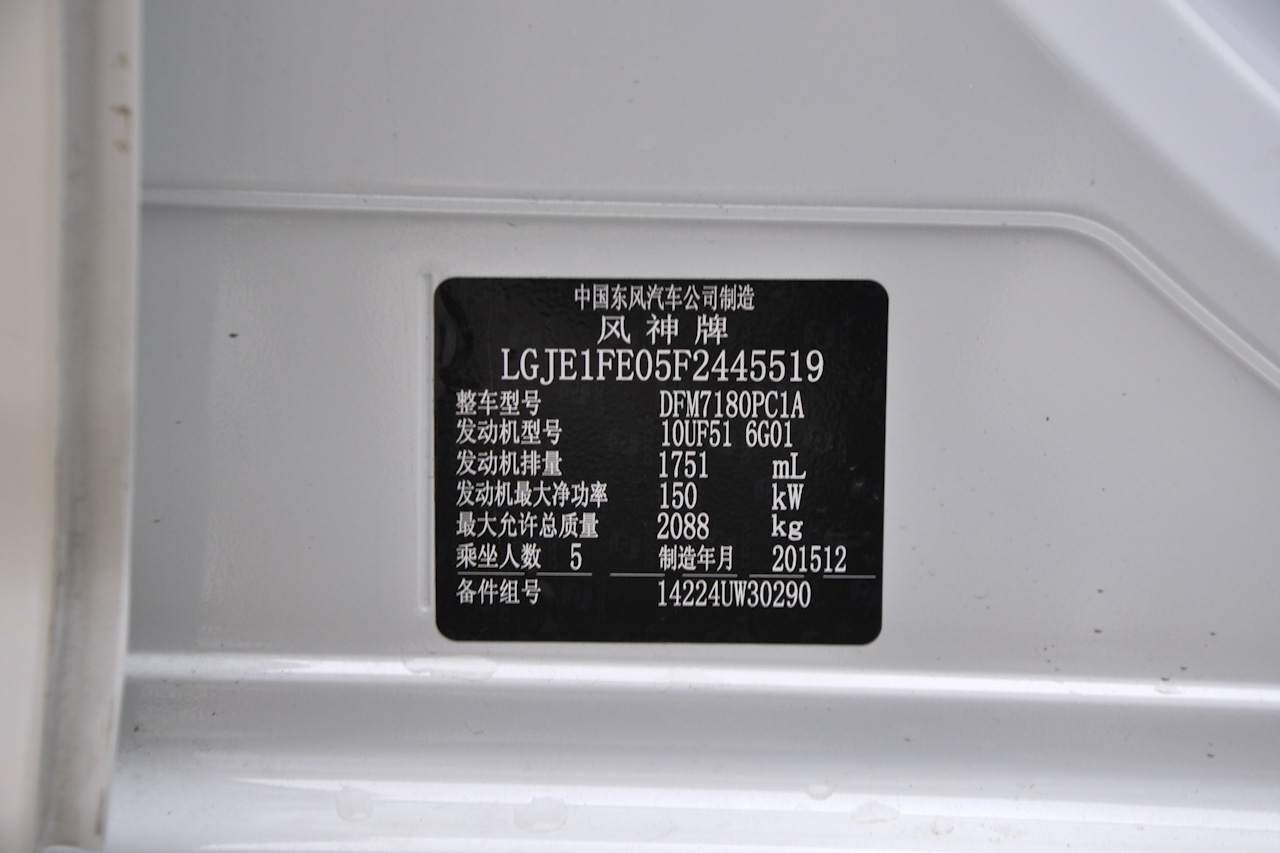 中国东风汽车公司制造
风神牌
LGJE1FE05F2445519
整车型号 DFM7180PC1A
发动机型号 10UF51 6G01
发动机排量 1751 mL
发动机最大净功率 150 kW
最大允许总质量 2088 kg
乘坐人数 5 制造年月 201512
备件组号 14224UW30290